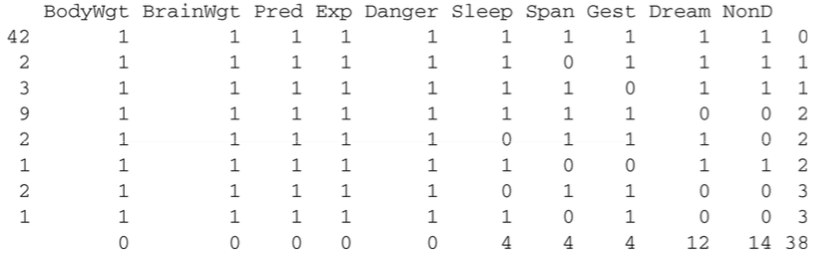 BodyWgt BrainWgt Pred Exp Danger Sleep Span Gest Dream NonD
42 1 1 1 1 1 1 1 1 1 1 0
2 1 1 1 1 1 1 0 1 1 1 1
3 1 1 1 1 1 1 1 0 1 1 1
9 1 1 1 1 1 1 1 1 0 0 2
2 1 1 1 1 1 0 1 1 1 0 2
1 1 1 1 1 1 1 0 0 1 1 2
2 1 1 1 1 1 0 1 1 0 0 3
1 1 1 1 1 1 1 0 1 0 0 3
0 0 0 0 0 4 4 4 12 14 38